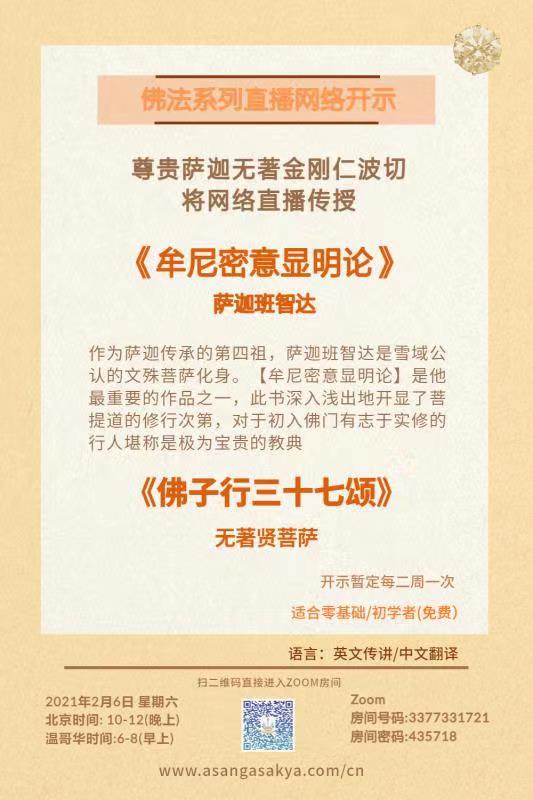 佛法系列直播网络开示
尊贵萨迦无著金刚仁波切
将网络直播传授
《牟尼密意显明论》
萨迦班智达
作为萨迦传承的第四祖，萨迦班智达是雪域公
认的文殊菩萨化身。【牟尼密意显明论】是他
最重要的作品之一，此书深入浅出地开显了菩
提道的修行次第，对于初入佛门有志于实修的
行人堪称是极为宝贵的教典
《佛子行三十七颂》
无著贤菩萨
开示暂定每二周一次
适合零基础/初学者(免费）
语言：英文传讲/中文翻译
扫二维码直接进入ZOOM房间
2021年2月6日 星期六
北京时间: 10-12(晚上)
温哥华时间:6-8(早上)
Zoom
房间号码:3377331721
房间密码:435718
www.asangasakya.com/cn